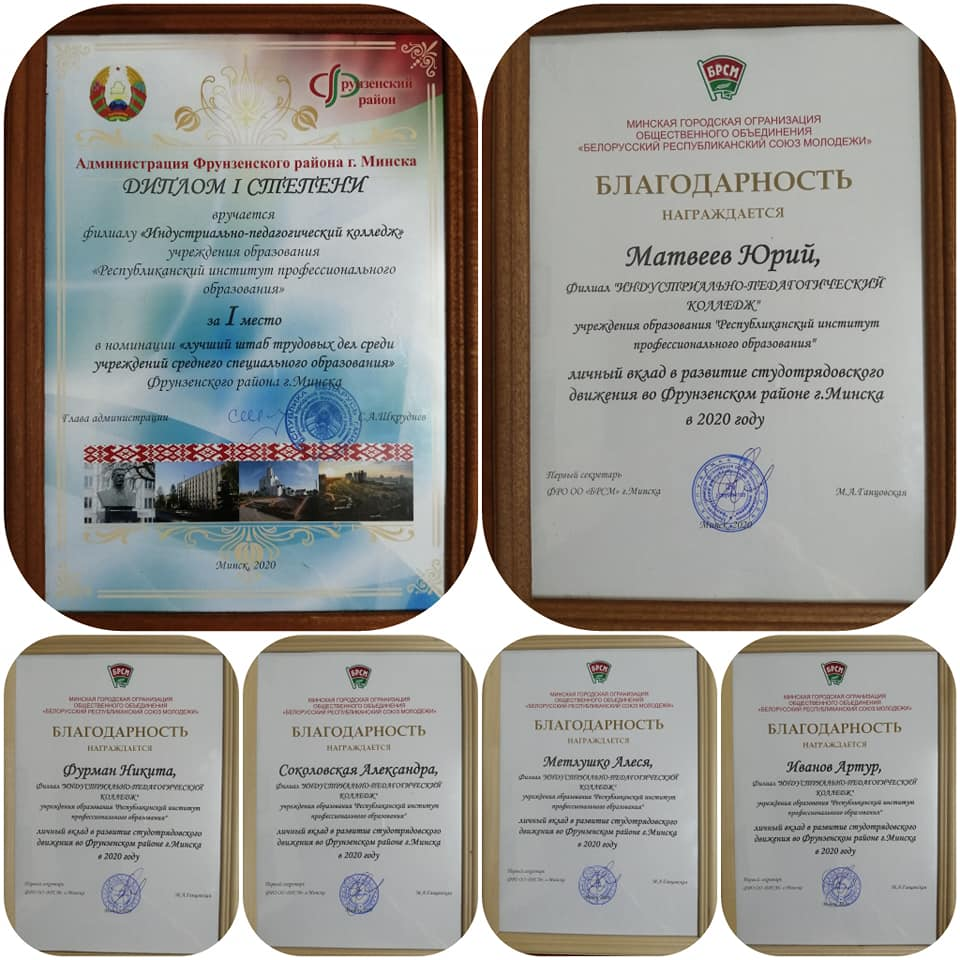 Фрунзенский
район
Администрация Фрунзенского района г. Минска
ДИПЛОМ I СТЕПЕНИ
вручается
филиалу «Индустриально-педагогический колледж»
учреждения образования
«Республиканский институт профессионального
образования»
за I место
в номинации «лучший штаб трудовых дел среди
учреждений среднего специального образования»
Фрунзенского района г.Минска
Глава администрации С.А.Шкруднев
Минск, 2020
БРСМ
МИНСКАЯ ГОРОДСКАЯ ОГРАНИЗАЦИЯ
ОБЩЕСТВЕННОГО ОБЪЕДИНЕНИЯ
«БЕЛОРУССКИЙ РЕСПУБЛИКАНСКИЙ СОЮЗ МОЛОДЕЖИ»
БЛАГОДАРНОСТЬ
НАГРАЖДАЕТСЯ
Матвеев Юрий,
Филиал "ИНДУСТРИАЛЬНО-ПЕДАГОГИЧЕСКИЙ
КОЛЛЕДЖ"
учреждения образования "Республиканский институт
профессионального образования"
личный вклад в развитие студотрядовского
движения во Фрунзенском районе г.Минска
в 2020 году
Первый секретарь
ФРО ОО «БРСМ» г.Минска М.А.Ганцовская
Минск, 2020
БРСМ
МИНСКАЯ ГОРОДСКАЯ ОГРАНИЗАЦИЯ
ОБЩЕСТВЕННОГО ОБЪЕДИНЕНИЯ
«БЕЛОРУССКИЙ РЕСПУБЛИКАНСКИЙ СОЮЗ МОЛОДЕЖИ»
БЛАГОДАРНОСТЬ
НАГРАЖДАЕТСЯ
Фурман Никита,
Филиал "ИНДУСТРИАЛЬНО-ПЕДАГОГИЧЕСКИЙ
КОЛЛЕДЖ"
учреждения образования "Республиканский институт
профессионального образования"
личный вклад в развитие студотрядовского
движения во Фрунзенском районе г.Минска
в 2020 году
Первый секретарь
ФРО ОО «БРСМ» г.Минска М.А.Ганцовская
БРСМ
МИНСКАЯ ГОРОДСКАЯ ОГРАНИЗАЦИЯ
ОБЩЕСТВЕННОГО ОБЪЕДИНЕНИЯ
«БЕЛОРУССКИЙ РЕСПУБЛИКАНСКИЙ СОЮЗ МОЛОДЕЖИ»
БЛАГОДАРНОСТЬ
НАГРАЖДАЕТСЯ
Соколовская Александра,
Филиал "ИНДУСТРИАЛЬНО-ПЕДАГОГИЧЕСКИЙ
КОЛЛЕДЖ"
учреждения образования "Республиканский институт
профессионального образования"
личный вклад в развитие студотрядовского
движения во Фрунзенском районе г.Минска
в 2020 году
Первый секретарь
ФРО ОО «БРСМ» г.Минска М.А.Ганцовская
БРСМ
МИНСКАЯ ГОРОДСКАЯ ОГРАНИЗАЦИЯ
ОБЩЕСТВЕННОГО ОБЪЕДИНЕНИЯ
«БЕЛОРУССКИЙ РЕСПУБЛИКАНСКИЙ СОЮЗ МОЛОДЕЖИ»
БЛАГОДАРНОСТЬ
НАГРАЖДАЕТСЯ
Метлушко Алеся,
Филиал "ИНДУСТРИАЛЬНО-ПЕДАГОГИЧЕСКИЙ
КОЛЛЕДЖ"
учреждения образования "Республиканский институт
профессионального образования"
личный вклад в развитие студотрядовского
движения во Фрунзенском районе г.Минска
в 2020 году
Первый секретарь
ФРО ОО «БРСМ» г.Минска М.А.Ганцовская
БРСМ
МИНСКАЯ ГОРОДСКАЯ ОГРАНИЗАЦИЯ
ОБЩЕСТВЕННОГО ОБЪЕДИНЕНИЯ
«БЕЛОРУССКИЙ РЕСПУБЛИКАНСКИЙ СОЮЗ МОЛОДЕЖИ»
БЛАГОДАРНОСТЬ
НАГРАЖДАЕТСЯ
Иванов Артур,
Филиал "ИНДУСТРИАЛЬНО-ПЕДАГОГИЧЕСКИЙ
КОЛЛЕДЖ"
учреждения образования "Республиканский институт
профессионального образования"
личный вклад в развитие студотрядовского
движения во Фрунзенском районе г.Минска
в 2020 году
Первый секретарь
ФРО ОО «БРСМ» г.Минска М.А.Ганцовская